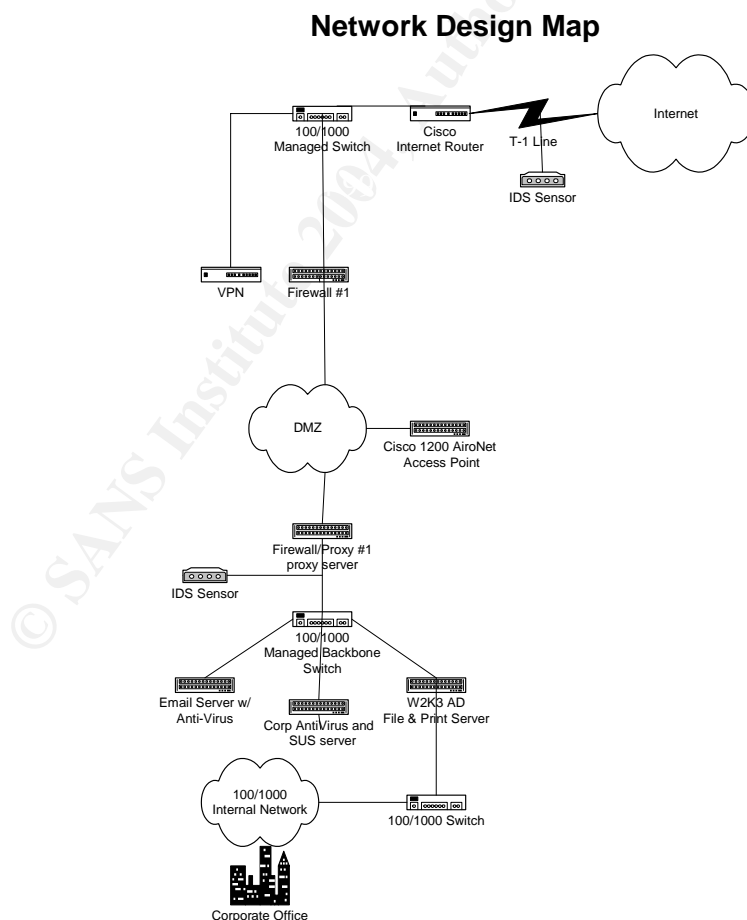 Network Design Map
Internet
100/1000
Managed Switch
Cisco
Internet Router
T-1 Line
IDS Sensor
VPN
Firewall #1
DMZ
Cisco 1200 AiroNet
Access Point
Firewall/Proxy #1
proxy server
IDS Sensor
100/1000
Managed Backbone
Switch
Email Server w/
Anti-Virus
Corp AntiVirus and
SUS server
W2K3 AD
File & Print Server
100/1000
Internal Network
100/1000 Switch
Corporate Office
© SANS Institute 2004, Autho